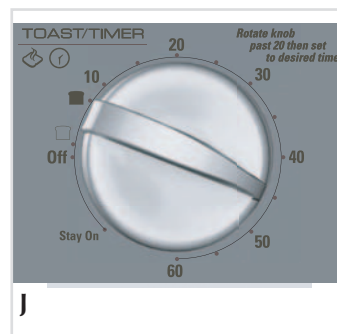 TOAST/TIMER
Rotate knob
past 20 then set
to desired time
20
10
30
Off
40
Stay On
50
60
J